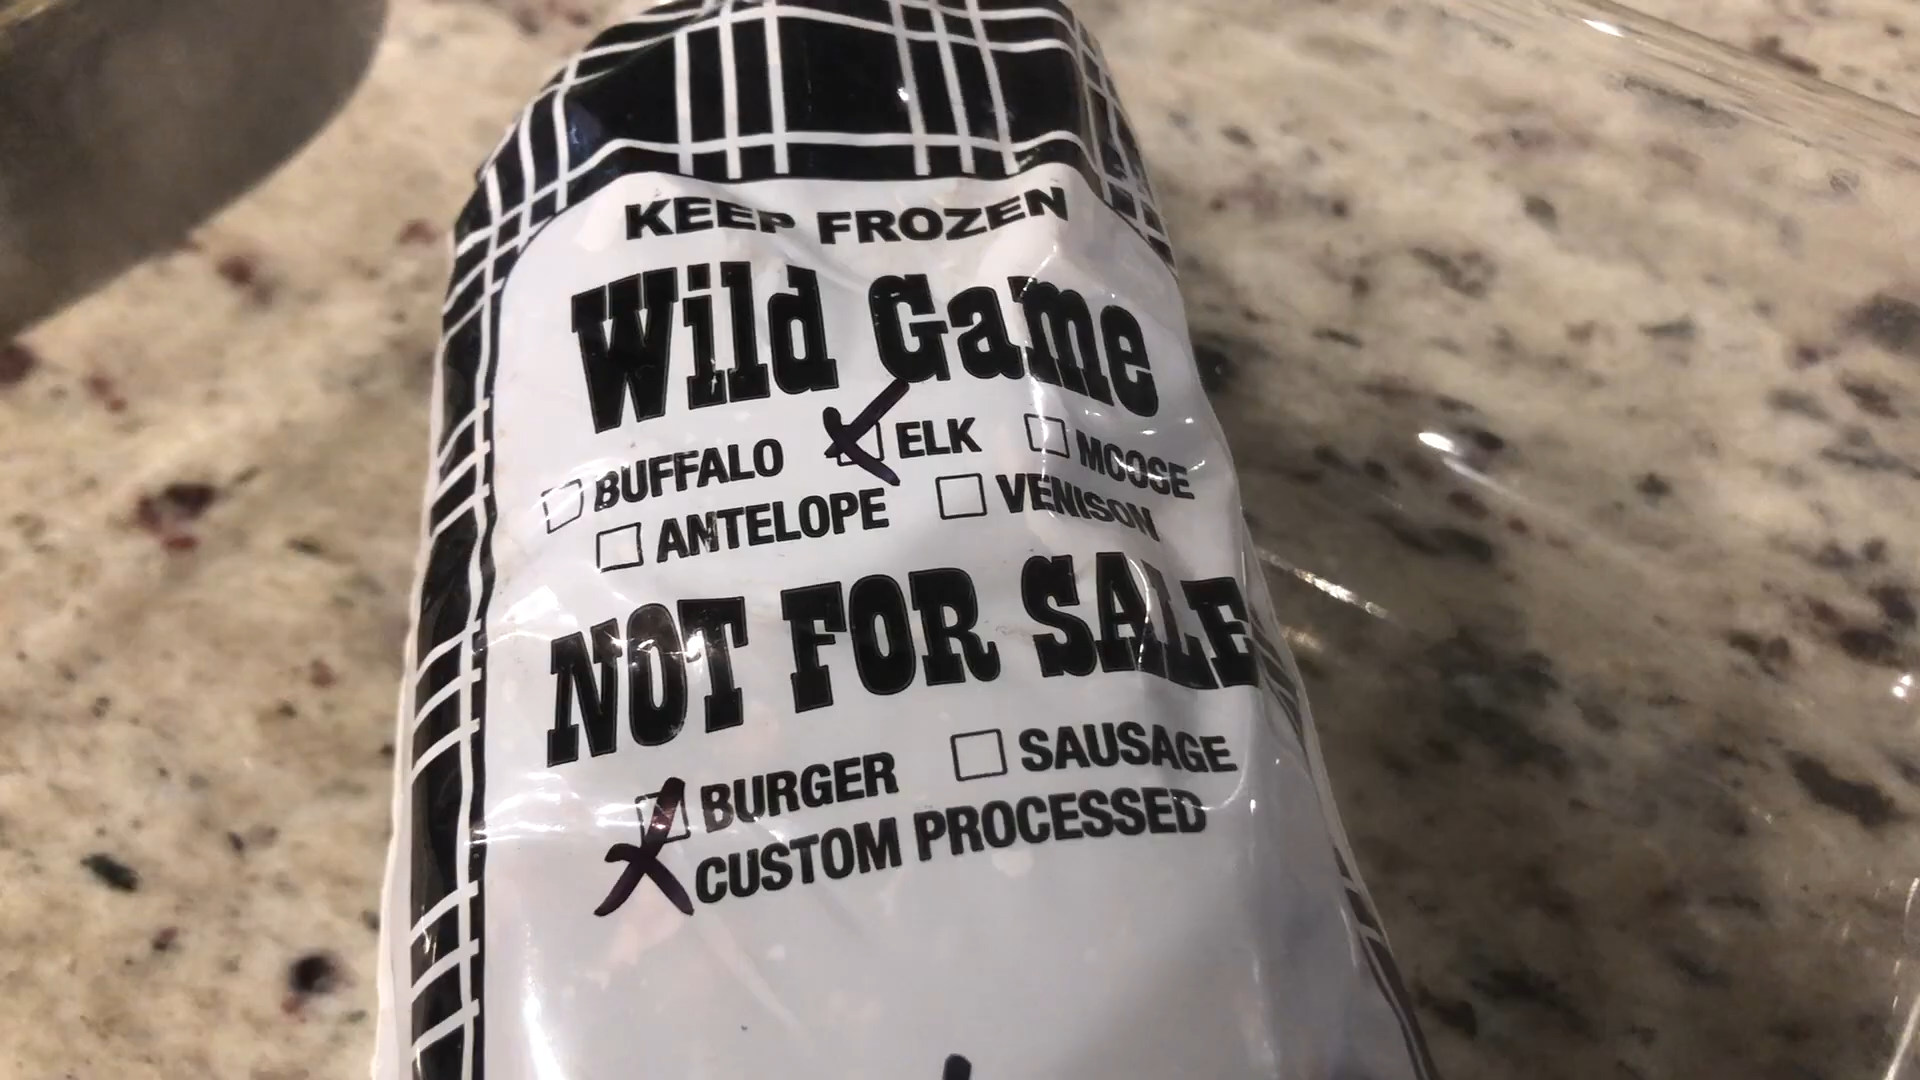 KEEP FROZEN
Wild Game
☐ BUFFALO ☒ ELK ☐ MOOSE
☐ ANTELOPE ☐ VENISON
NOT FOR SALE
☒ BURGER ☐ SAUSAGE
CUSTOM PROCESSED